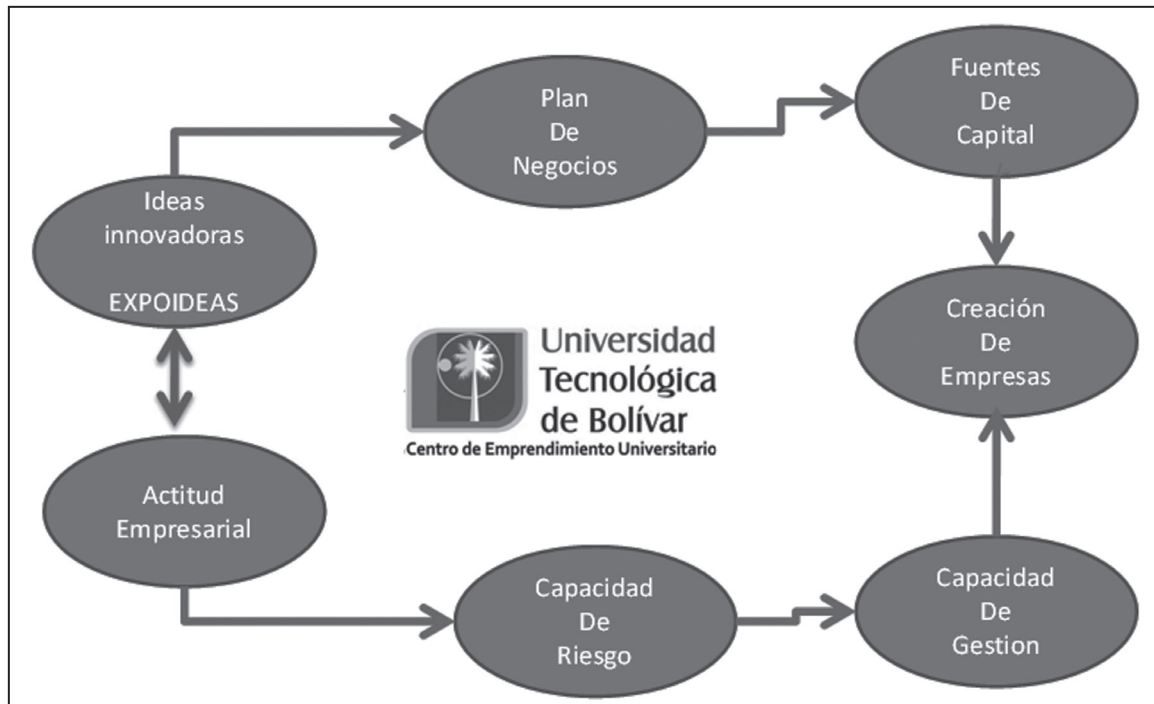 Plan
De
Negocios
Fuentes
De
Capital
Ideas
innovadoras
EXPOIDEAS
Creación
De
Empresas
Universidad
Tecnológica
de Bolívar
Centro de Emprendimiento Universitario
Actitud
Empresarial
Capacidad
De
Riesgo
Capacidad
De
Gestion